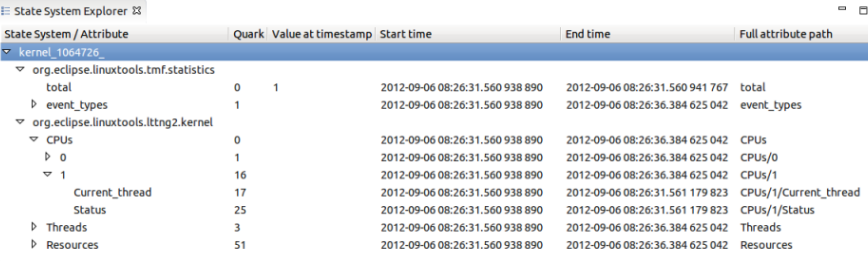 State System Explorer
State System / Attribute Quark Value at timestamp Start time End time Full attribute path
kernel_1064726_
org.eclipse.linuxtools.tmf.statistics
total 0 1 2012-09-06 08:26:31.560 938 890 2012-09-06 08:26:31.560 941 767 total
event_types 1 2012-09-06 08:26:31.560 938 890 2012-09-06 08:26:36.384 625 042 event_types
org.eclipse.linuxtools.lttng2.kernel
CPUs 0 2012-09-06 08:26:31.560 938 890 2012-09-06 08:26:36.384 625 042 CPUs
0 1 2012-09-06 08:26:31.560 938 890 2012-09-06 08:26:36.384 625 042 CPUs/0
1 16 2012-09-06 08:26:31.560 938 890 2012-09-06 08:26:36.384 625 042 CPUs/1
Current_thread 17 2012-09-06 08:26:31.560 938 890 2012-09-06 08:26:31.561 179 823 CPUs/1/Current_thread
Status 25 2012-09-06 08:26:31.560 938 890 2012-09-06 08:26:31.561 179 823 CPUs/1/Status
Threads 3 2012-09-06 08:26:31.560 938 890 2012-09-06 08:26:36.384 625 042 Threads
Resources 51 2012-09-06 08:26:31.560 938 890 2012-09-06 08:26:36.384 625 042 Resources